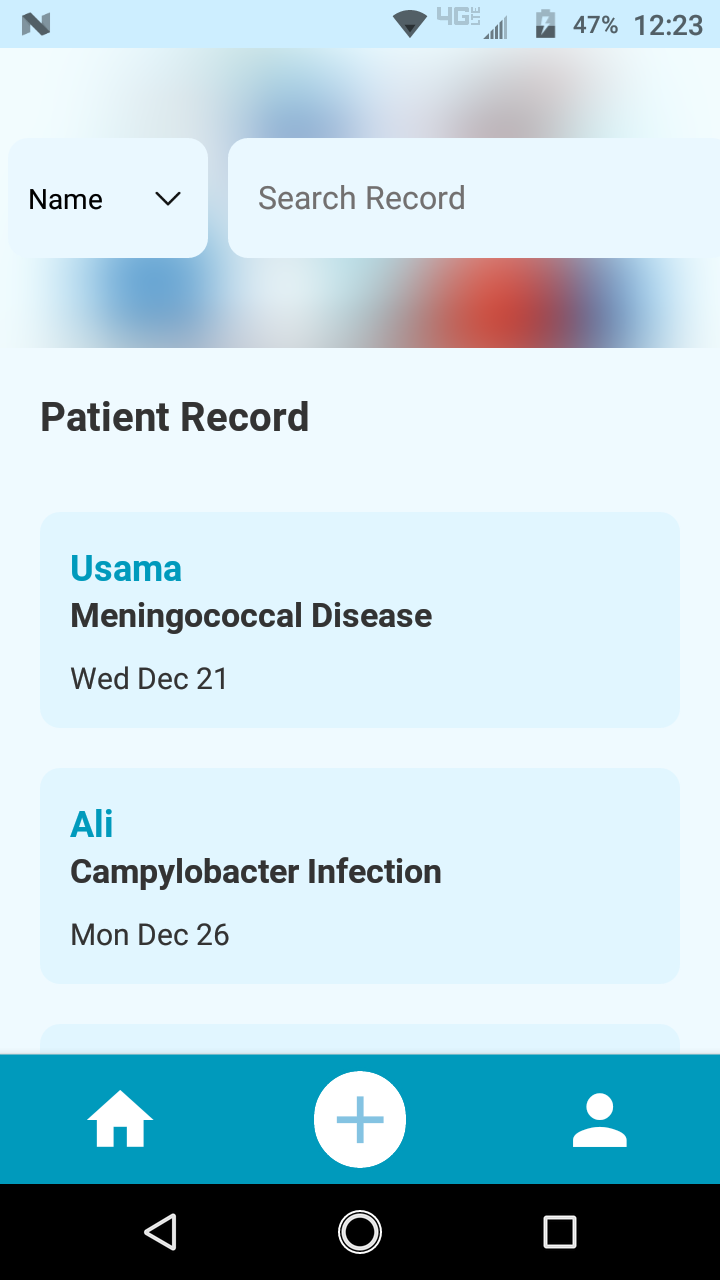 4G LTE 47% 12:23
Name Search Record
Patient Record
Usama
Meningococcal Disease
Wed Dec 21
Ali
Campylobacter Infection
Mon Dec 26